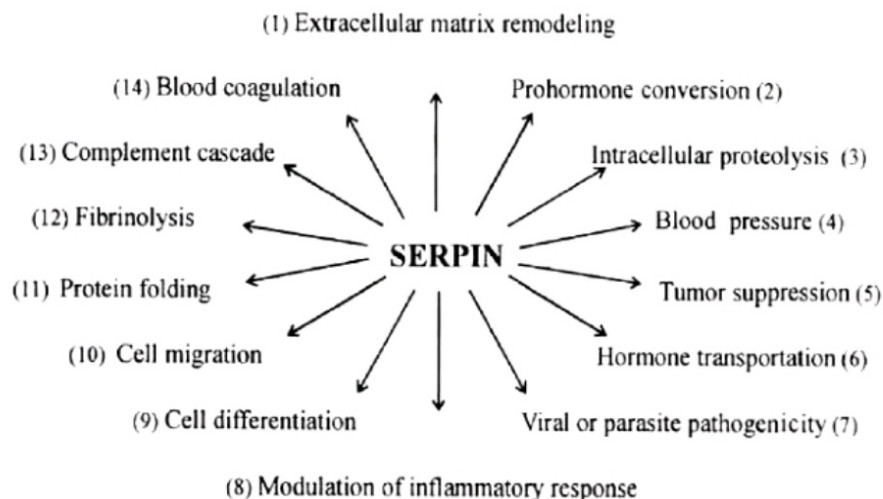 (1) Extracellular matrix remodeling
(14) Blood coagulation
Prohormone conversion (2)
(13) Complement cascade
Intracellular proteolysis (3)
(12) Fibrinolysis
Blood pressure (4)
SERPIN
(11) Protein folding
Tumor suppression (5)
(10) Cell migration
Hormone transportation (6)
(9) Cell differentiation
Viral or parasite pathogenicity (7)
(8) Modulation of inflammatory response